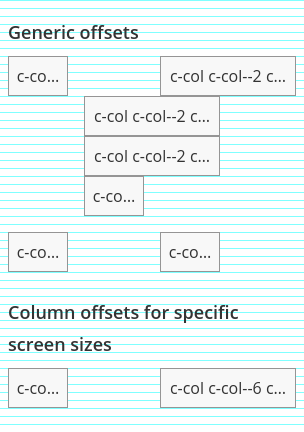 Generic offsets
c-co... c-col c-col--2 c...
c-col c-col--2 c...
c-col c-col--2 c...
c-co...
c-co... c-co...
Column offsets for specific
screen sizes
c-co... c-col c-col--6 c...